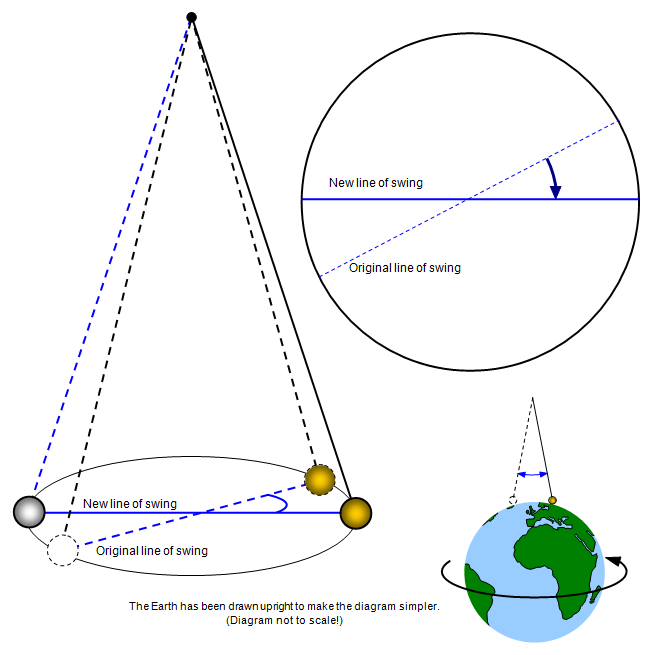 New line of swing
Original line of swing
New line of swing
Original line of swing
The Earth has been drawn upright to make the diagram simpler.
(Diagram not to scale!)